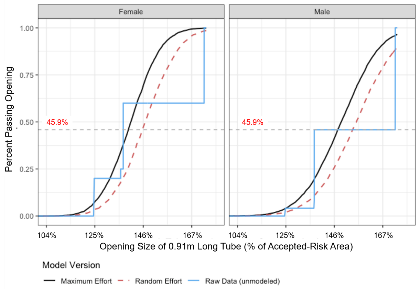 Female
Male
1.00
0.75
0.50
0.25
0.00
45.9%
45.9%
104%
125%
146%
167%
104%
125%
146%
167%
Percent Passing Opening
Opening Size of 0.91m Long Tube (% of Accepted-Risk Area)
Model Version
Maximum Effort
Random Effort
Raw Data (unmodeled)